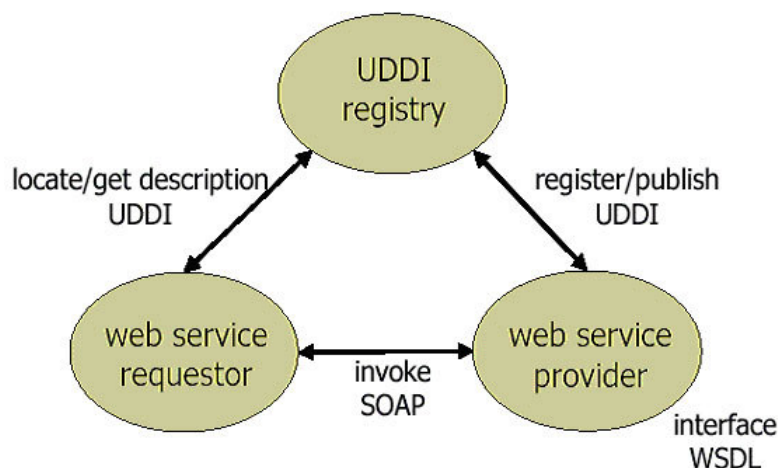 UDDI
registry
locate/get description
UDDI
register/publish
UDDI
web service
requestor
invoke
SOAP
web service
provider
interface
WSDL